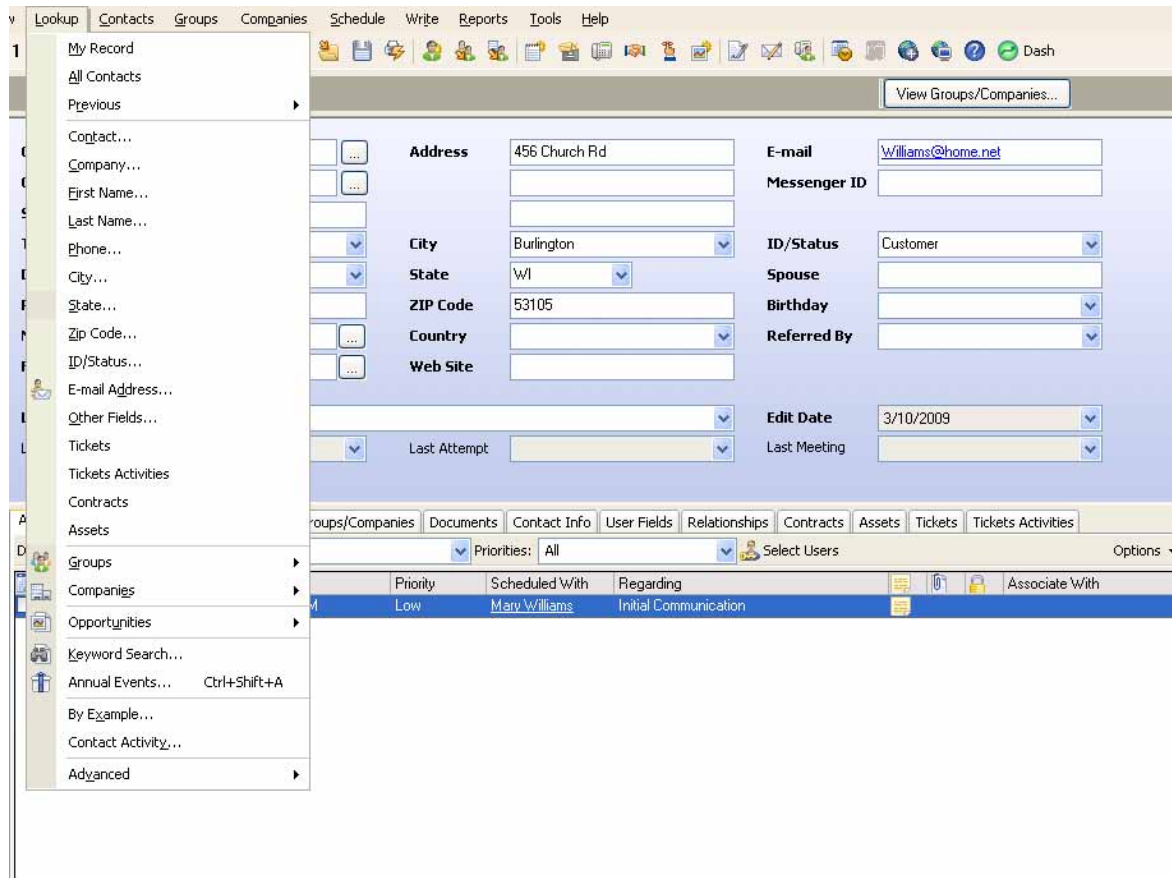 Lookup Contacts Groups Companies Schedule Write Reports Tools Help
1 Dash
View Groups/Companies...
My Record
All Contacts
Previous
Contact...
Company...
First Name...
Last Name...
Phone...
City...
State...
Zip Code...
ID/Status...
E-mail Address...
Other Fields...
Tickets
Tickets Activities
Contracts
Assets
Groups
Companies
Opportunities
Keyword Search...
Annual Events... Ctrl+Shift+A
By Example...
Contact Activity...
Advanced
... Address 456 Church Rd E-mail Williams@home.net
... Messenger ID
City Burlington ID/Status Customer
State WI Spouse
ZIP Code 53105 Birthday
... Country Referred By
... Web Site
Edit Date 3/10/2009
Last Attempt Last Meeting
roups/Companies Documents Contact Info User Fields Relationships Contracts Assets Tickets Tickets Activities
Priorities: All Select Users Options
Priority Scheduled With Regarding Associate With
M Low Mary Williams Initial Communication